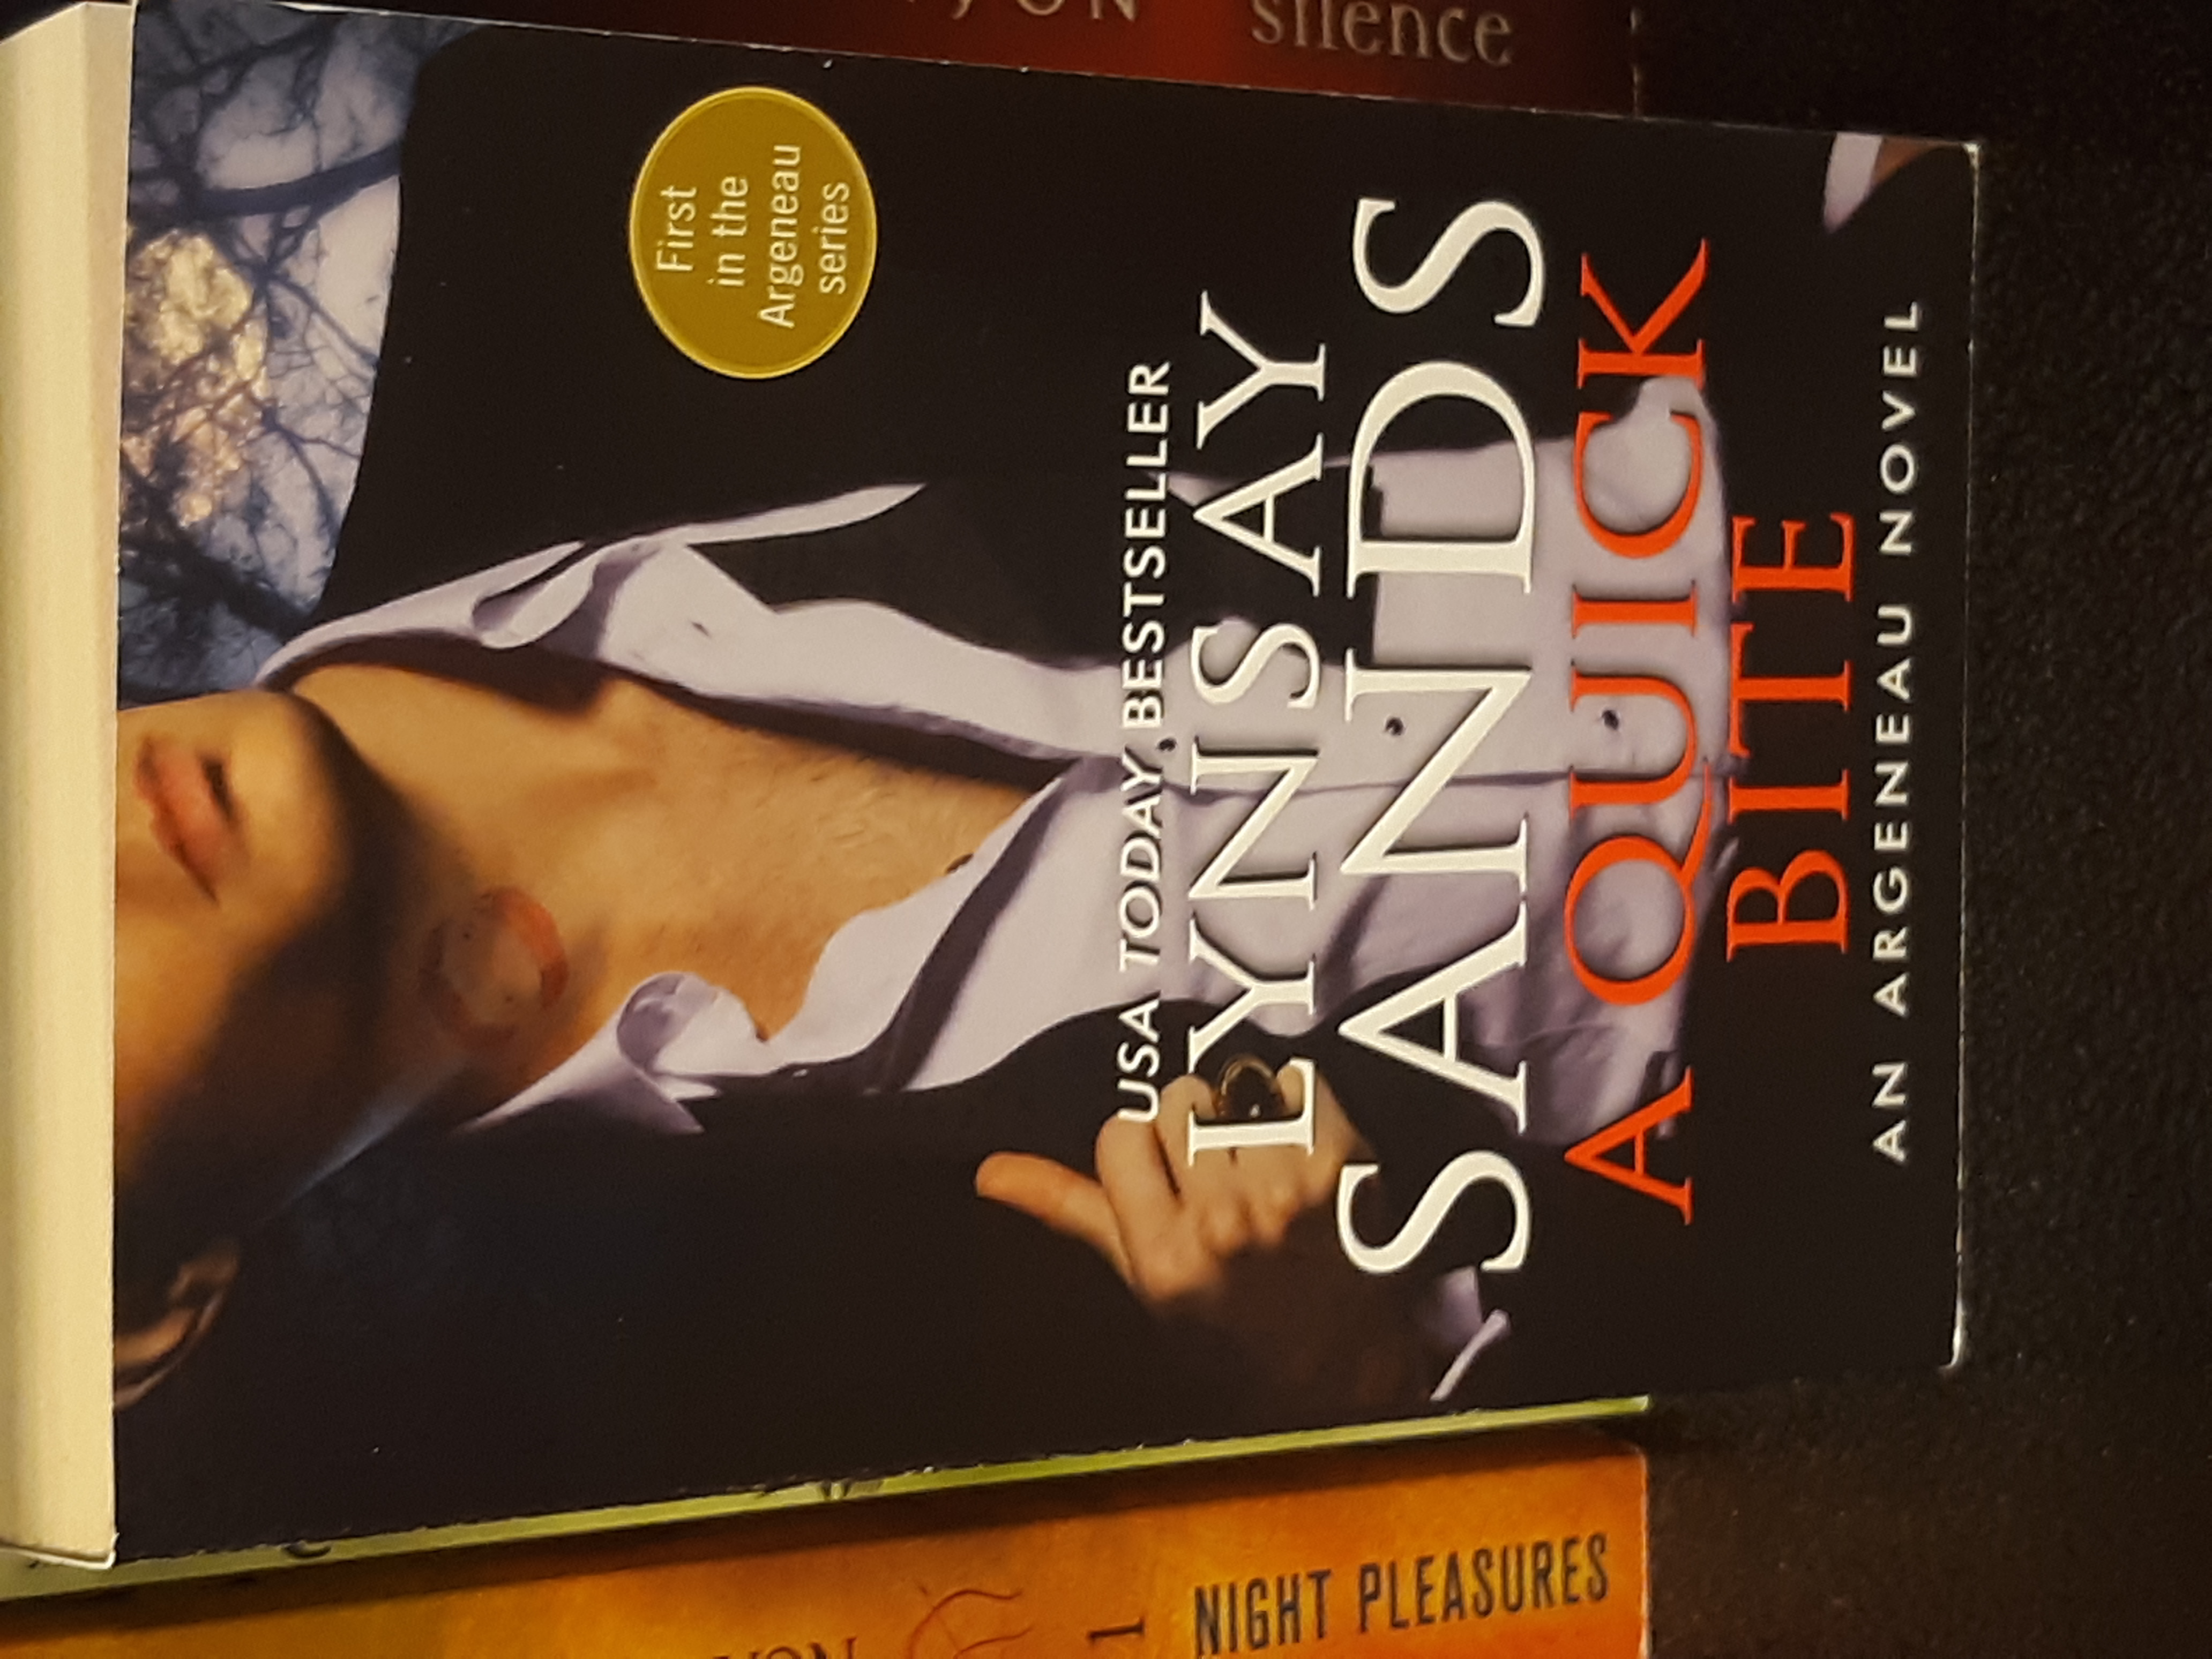 First
in the
Argeneau
series
USA TODAY BESTSELLER
LYNSAY
SANDS
A QUICK
BITE
AN ARGENEAU NOVEL
1 NIGHT PLEASURES
silence